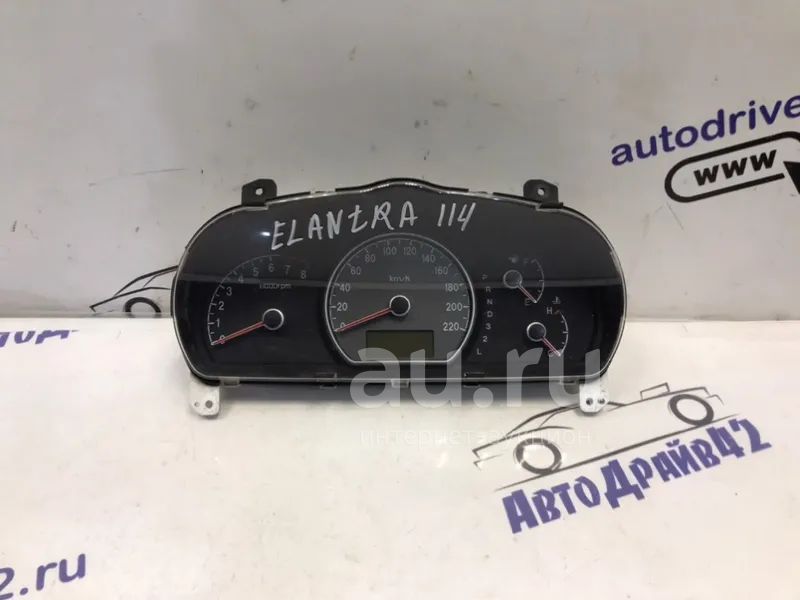 autodrive
www
ELANTRA 114
1000rpm
0 1 2 3 4 5 6 7 8
km/h
0 20 40 60 80 100 120 140 160 180 200 220
P
R
N
D
3
2
L
F
E
H
C
au.ru
интернет-аукцион
АвтоДрайв42
2.ru